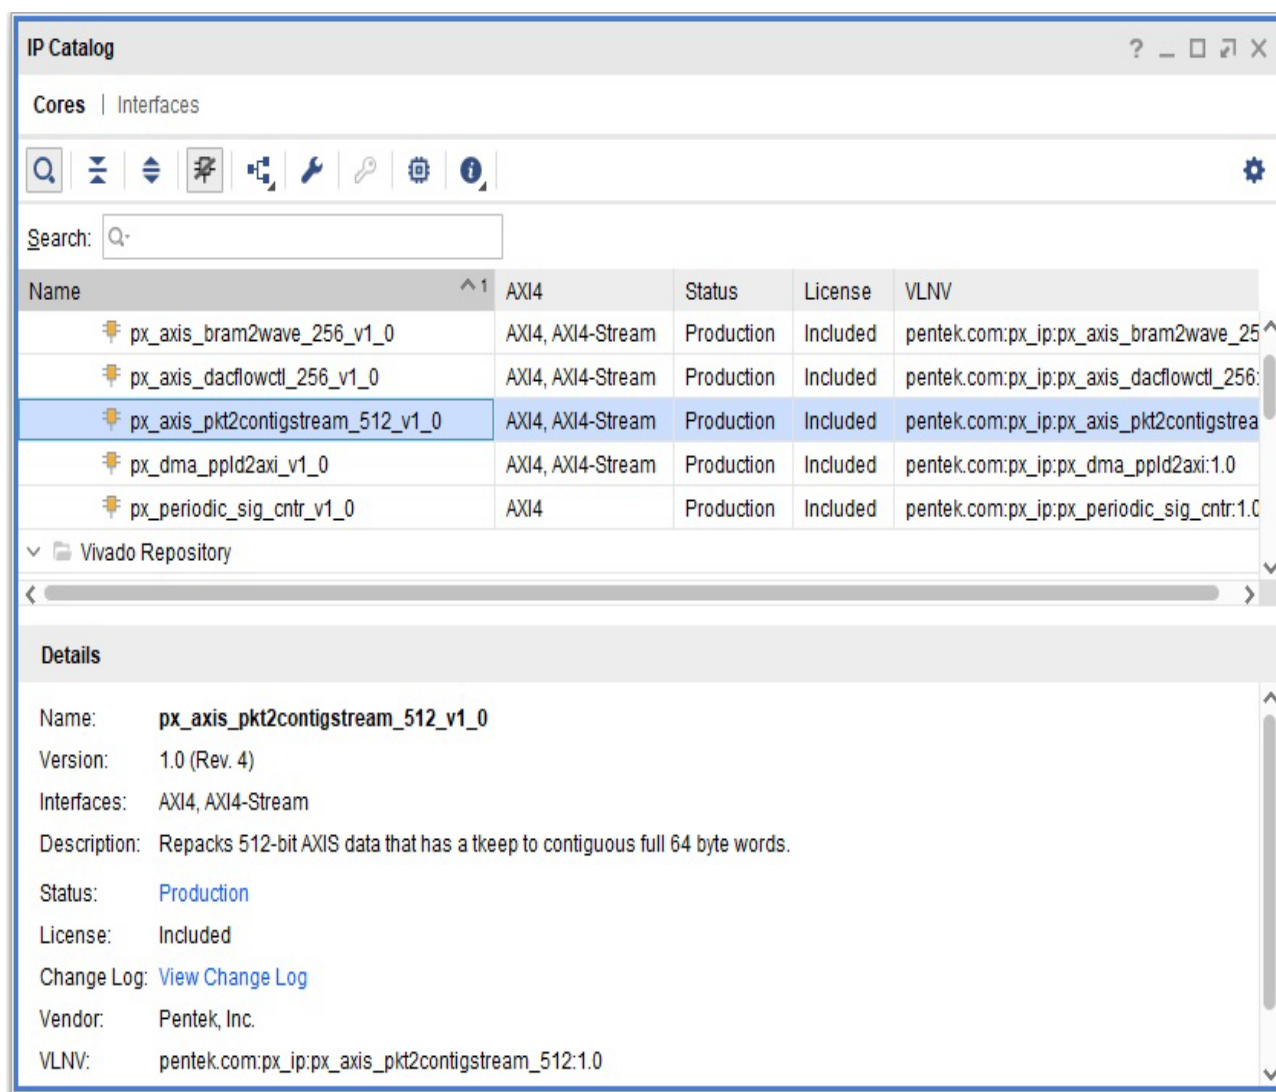 IP Catalog ?
Cores | Interfaces
Search:
Name 1 AXI4 Status License VLNV
px_axis_bram2wave_256_v1_0 AXI4, AXI4-Stream Production Included pentek.com:px_ip:px_axis_bram2wave_25
px_axis_dacflowctl_256_v1_0 AXI4, AXI4-Stream Production Included pentek.com:px_ip:px_axis_dacflowctl_256:
px_axis_pkt2contigstream_512_v1_0 AXI4, AXI4-Stream Production Included pentek.com:px_ip:px_axis_pkt2contigstrea
px_dma_ppld2axi_v1_0 AXI4, AXI4-Stream Production Included pentek.com:px_ip:px_dma_ppld2axi:1.0
px_periodic_sig_cntr_v1_0 AXI4 Production Included pentek.com:px_ip:px_periodic_sig_cntr:1.0
Vivado Repository
Details
Name: px_axis_pkt2contigstream_512_v1_0
Version: 1.0 (Rev. 4)
Interfaces: AXI4, AXI4-Stream
Description: Repacks 512-bit AXIS data that has a tkeep to contiguous full 64 byte words.
Status: Production
License: Included
Change Log: View Change Log
Vendor: Pentek, Inc.
VLNV: pentek.com:px_ip:px_axis_pkt2contigstream_512:1.0